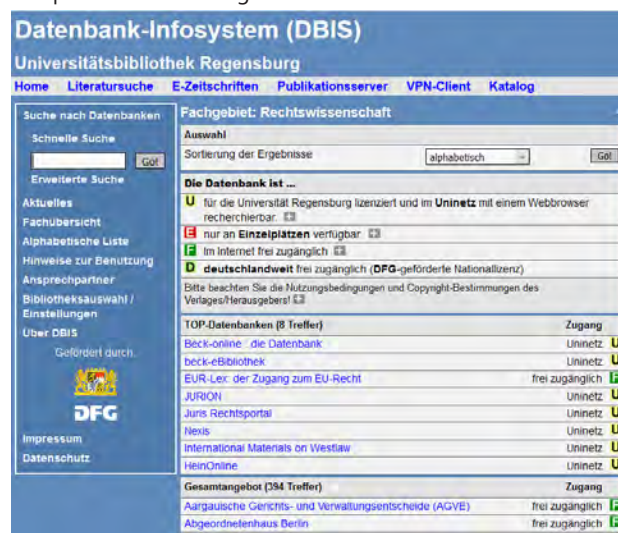 Datenbank-Infosystem (DBIS)
Universitätsbibliothek Regensburg
Home Literatursuche E-Zeitschriften Publikationsserver VPN-Client Katalog
Suche nach Datenbanken
Schnelle Suche
Go!
Erweiterte Suche
Aktuelles
Fachübersicht
Alphabetische Liste
Hinweise zur Benutzung
Ansprechpartner
Bibliotheksauswahl /
Einstellungen
Über DBIS
Gefördert durch
DFG
Impressum
Datenschutz
Fachgebiet: Rechtswissenschaft
Auswahl
Sortierung der Ergebnisse alphabetisch Go!
Die Datenbank ist ...
U für die Universität Regensburg lizenziert und im Uninetz mit einem Webbrowser
recherchierbar.
E nur an Einzelplätzen verfügbar
F im Internet frei zugänglich
D deutschlandweit frei zugänglich (DFG-geförderte Nationallizenz)
Bitte beachten Sie die Nutzungsbedingungen und Copyright-Bestimmungen des
Verlages/Herausgebers!
TOP-Datenbanken (8 Treffer) Zugang
Beck-online : die Datenbank Uninetz U
beck-eBibliothek Uninetz U
EUR-Lex: der Zugang zum EU-Recht frei zugänglich F
JURION Uninetz U
Juris Rechtsportal Uninetz U
Nexis Uninetz U
International Materials on Westlaw Uninetz U
HeinOnline Uninetz U
Gesamtangebot (394 Treffer) Zugang
Aargauische Gerichts- und Verwaltungsentscheide (AGVE) frei zugänglich F
Abgeordnetenhaus Berlin frei zugänglich F